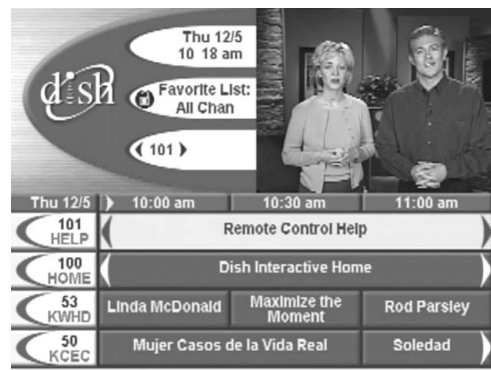 Thu 12/5
10 18 am
dish
Favorite List:
All Chan
101
Thu 12/5 10:00 am 10:30 am 11:00 am
101
HELP
Remote Control Help
100
HOME
Dish Interactive Home
53
KWHD
Linda McDonald
Maximize the
Moment
Rod Parsley
50
KCEC
Mujer Casos de la Vida Real
Soledad